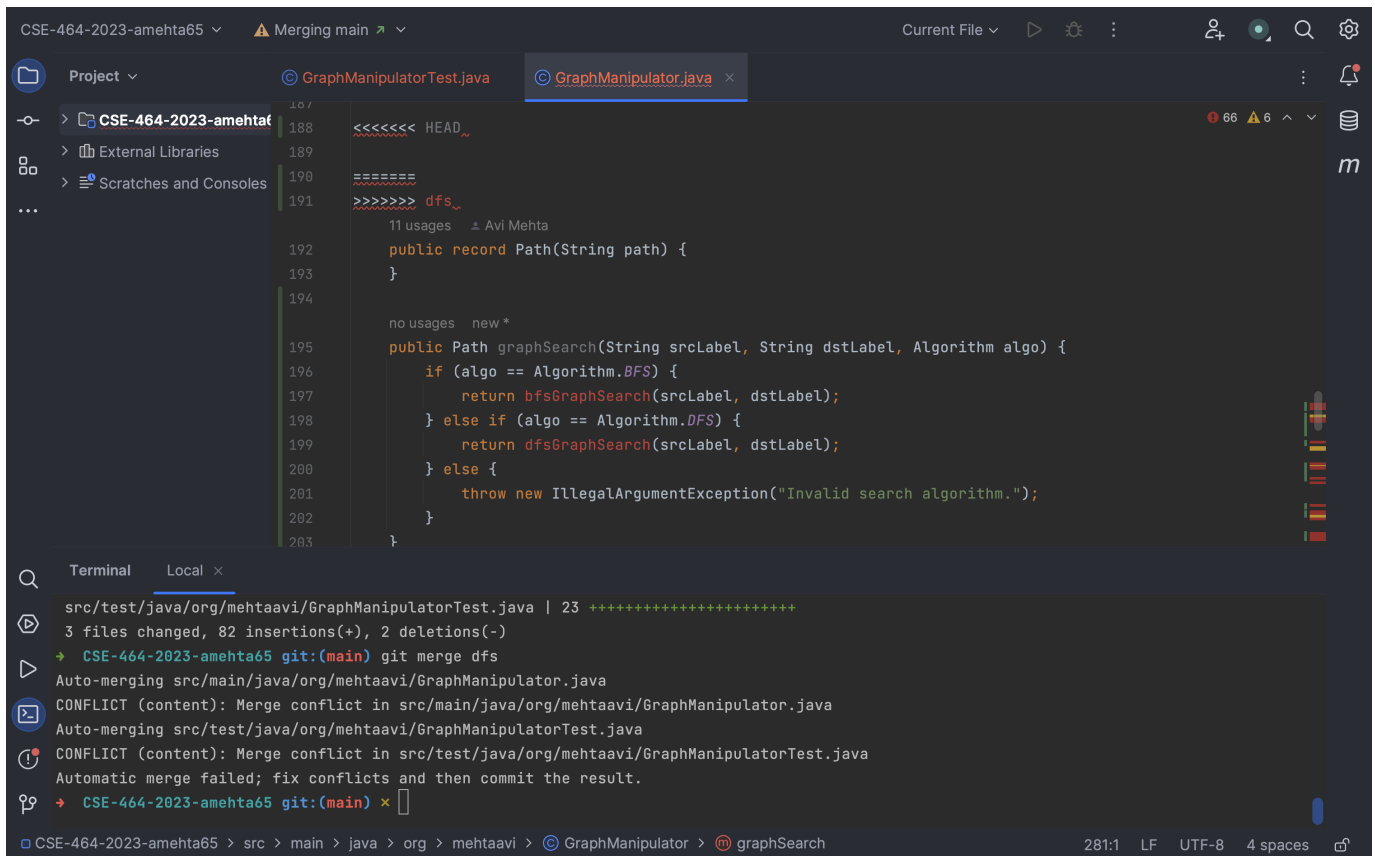 CSE-464-2023-amehta65
Merging main
Current File
Project
GraphManipulatorTest.java
GraphManipulator.java
CSE-464-2023-amehta6
External Libraries
Scratches and Consoles
66
6
187
188 <<<<<<< HEAD
189
190 =======
191 >>>>>>> dfs
11 usages Avi Mehta
192 public record Path(String path) {
193 }
194
no usages new *
195 public Path graphSearch(String srcLabel, String dstLabel, Algorithm algo) {
196 if (algo == Algorithm.BFS) {
197 return bfsGraphSearch(srcLabel, dstLabel);
198 } else if (algo == Algorithm.DFS) {
199 return dfsGraphSearch(srcLabel, dstLabel);
200 } else {
201 throw new IllegalArgumentException("Invalid search algorithm.");
202 }
203 }
m
Terminal
Local
src/test/java/org/mehtaavi/GraphManipulatorTest.java | 23 +++++++++++++++++++++++
3 files changed, 82 insertions(+), 2 deletions(-)
→ CSE-464-2023-amehta65 git:(main) git merge dfs
Auto-merging src/main/java/org/mehtaavi/GraphManipulator.java
CONFLICT (content): Merge conflict in src/main/java/org/mehtaavi/GraphManipulator.java
Auto-merging src/test/java/org/mehtaavi/GraphManipulatorTest.java
CONFLICT (content): Merge conflict in src/test/java/org/mehtaavi/GraphManipulatorTest.java
Automatic merge failed; fix conflicts and then commit the result.
→ CSE-464-2023-amehta65 git:(main) ×
CSE-464-2023-amehta65 > src > main > java > org > mehtaavi > GraphManipulator > graphSearch
281:1 LF UTF-8 4 spaces